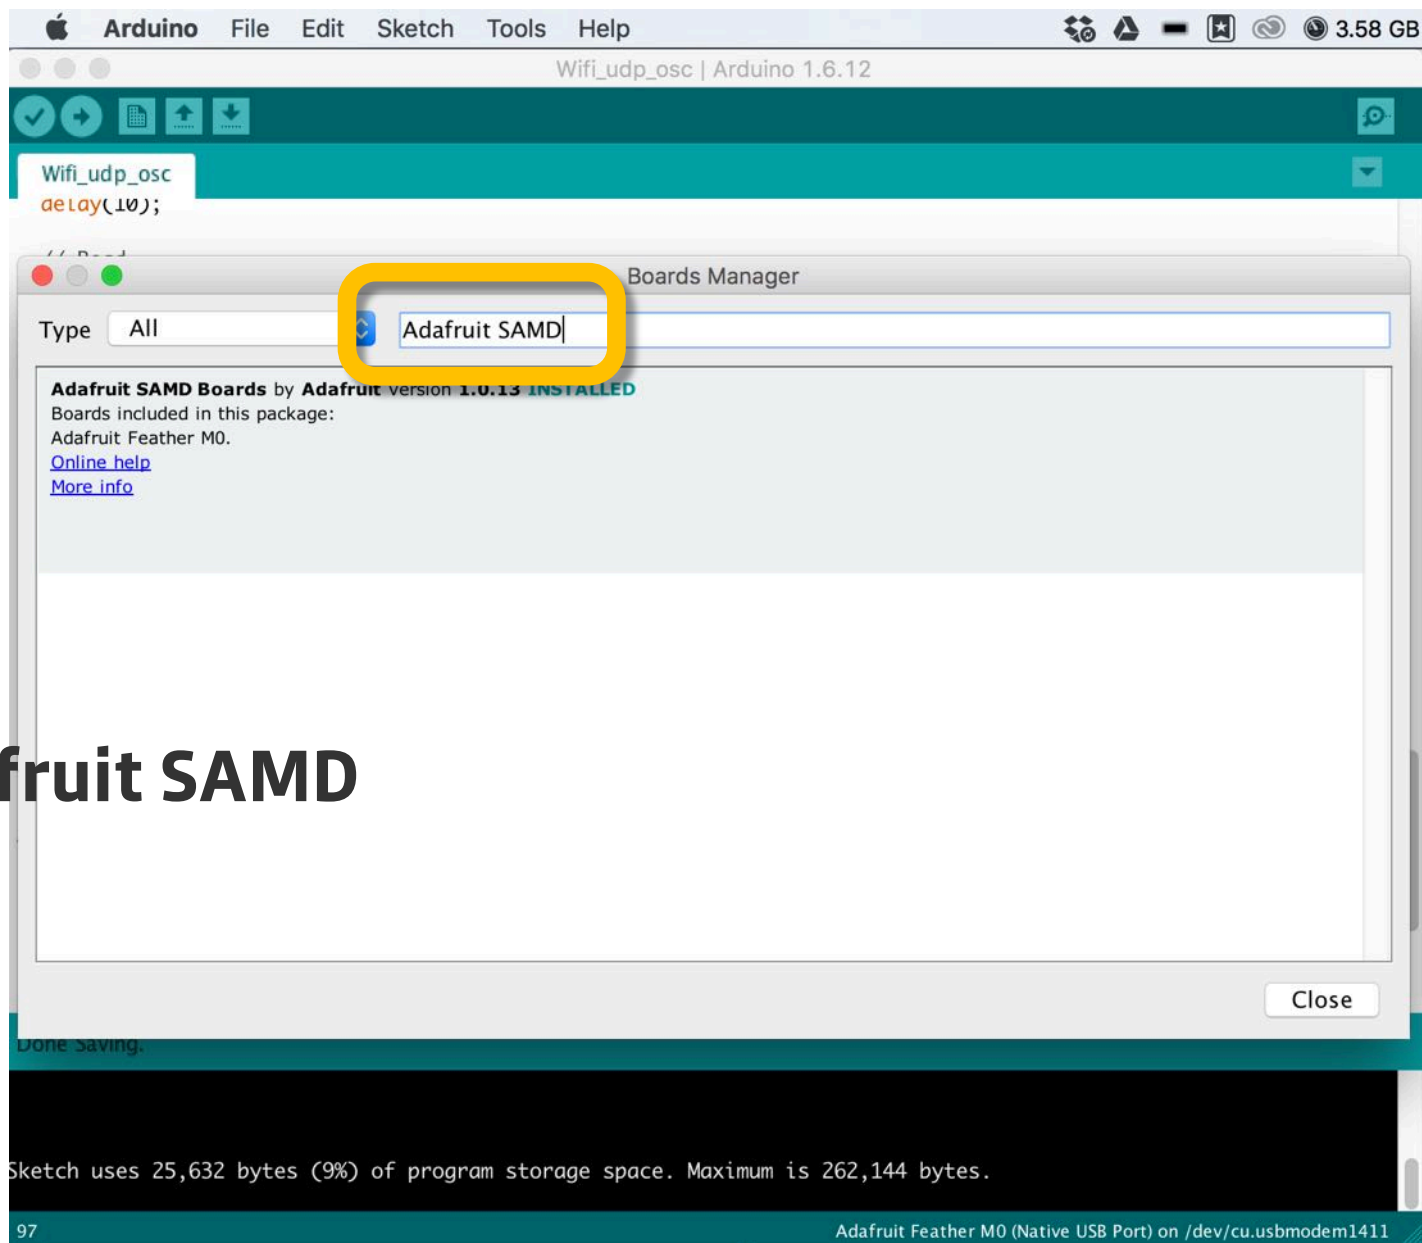 Arduino File Edit Sketch Tools Help 3.58 GB
Wifi_udp_osc | Arduino 1.6.12
Wifi_udp_osc
delay(10);
// Read
Boards Manager
Type All Adafruit SAMD
Adafruit SAMD Boards by Adafruit version 1.0.13 INSTALLED
Boards included in this package:
Adafruit Feather M0.
Online help
More info
fruit SAMD
Close
Done Saving.
Sketch uses 25,632 bytes (9%) of program storage space. Maximum is 262,144 bytes.
97 Adafruit Feather M0 (Native USB Port) on /dev/cu.usbmodem1411